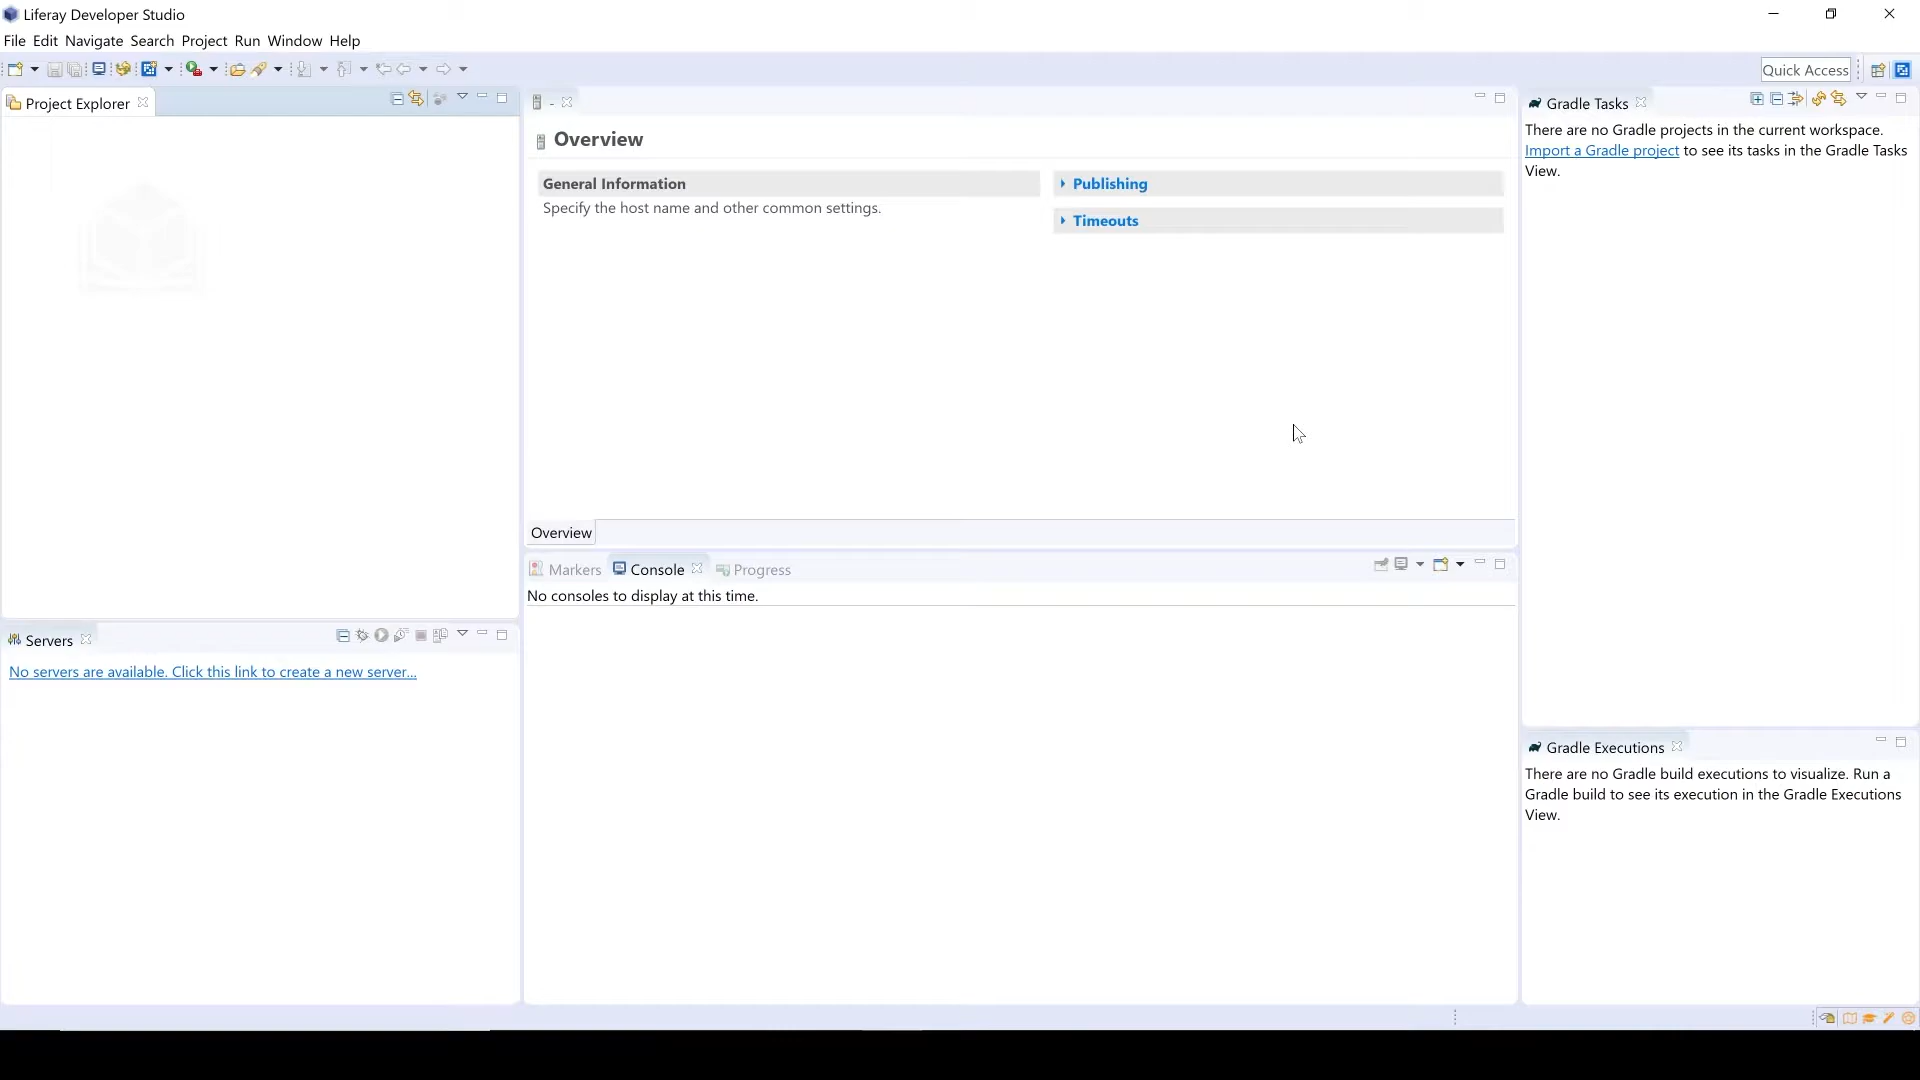 Liferay Developer Studio
File Edit Navigate Search Project Run Window Help
Quick Access
Project Explorer
-
Overview
General Information
Specify the host name and other common settings.
Publishing
Timeouts
Overview
Gradle Tasks
There are no Gradle projects in the current workspace.
Import a Gradle project to see its tasks in the Gradle Tasks
View.
Markers Console Progress
No consoles to display at this time.
Servers
No servers are available. Click this link to create a new server...
Gradle Executions
There are no Gradle build executions to visualize. Run a
Gradle build to see its execution in the Gradle Executions
View.